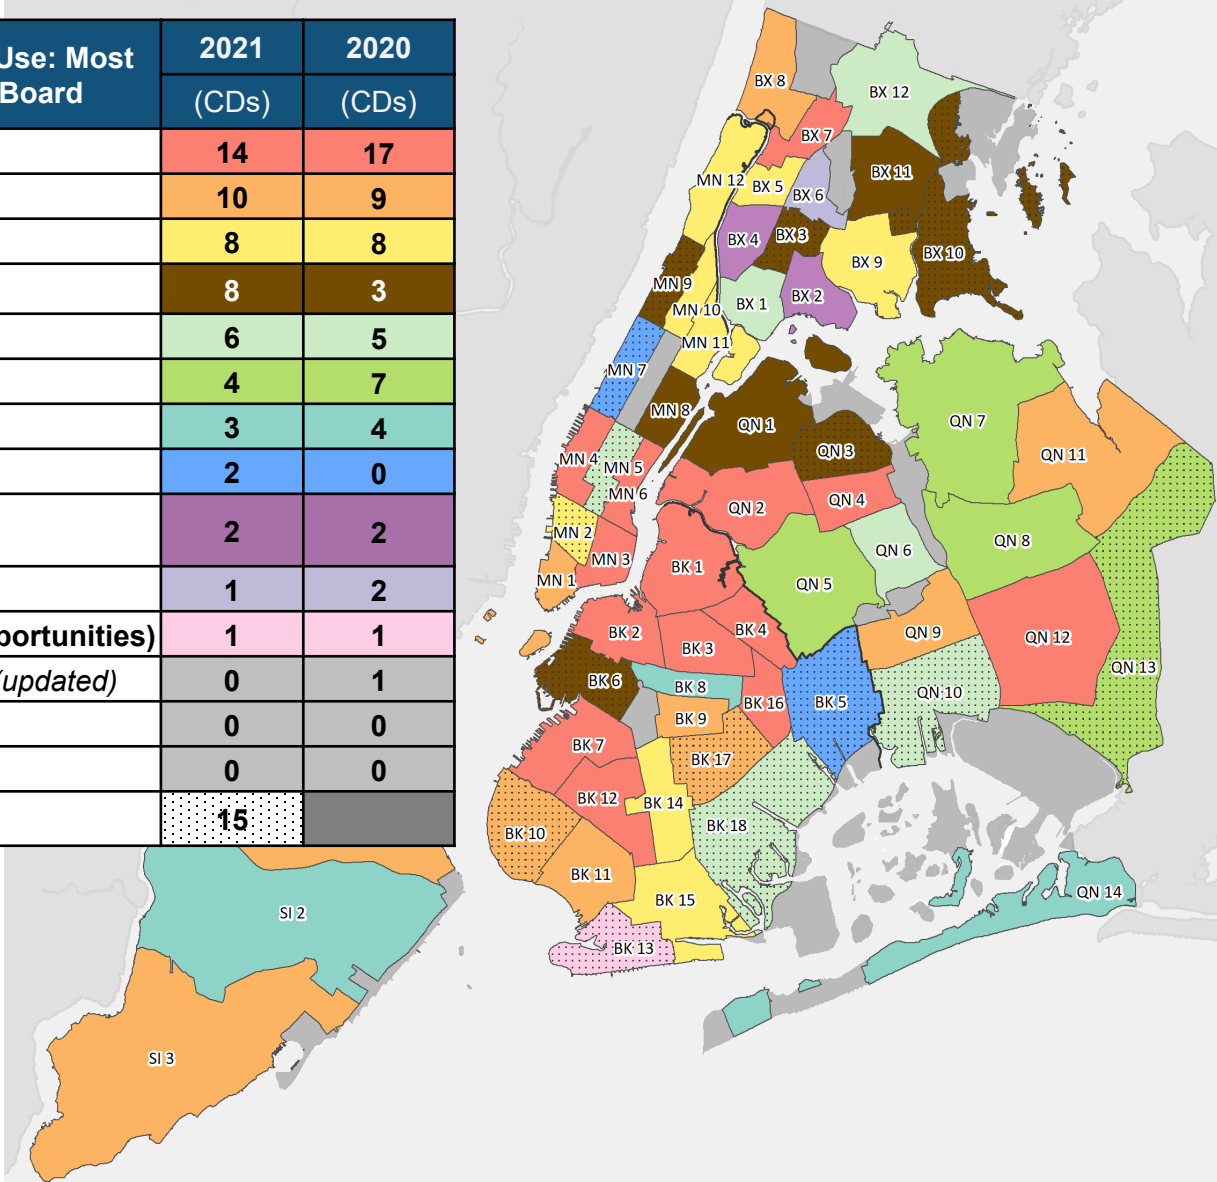 Use: Most
Board
2021 2020
(CDs) (CDs)
14 17
10 9
8 8
8 3
6 5
4 7
3 4
2 0
2 2
1 2
portunities) 1 1
(updated) 0 1
0 0
0 0
15
BX 8
BX 12
BX 7
BX 11
MN 12
BX 5
BX 6
BX 4
BX 3
BX 10
BX 9
MN 9
BX 2
BX 1
MN 10
MN 11
MN 7
MN 8
QN 1
QN 7
QN 3
QN 11
MN 4
MN 5
MN 6
QN 4
QN 2
MN 2
QN 8
QN 6
MN 3
BK 1
MN 1
QN 5
BK 4
BK 2
QN 9
QN 12
BK 3
QN 13
BK 6
BK 8
QN 10
BK 16
BK 5
BK 9
BK 7
BK 17
BK 12
BK 14
BK 18
BK 10
BK 11
QN 14
BK 15
SI 2
BK 13
SI 3